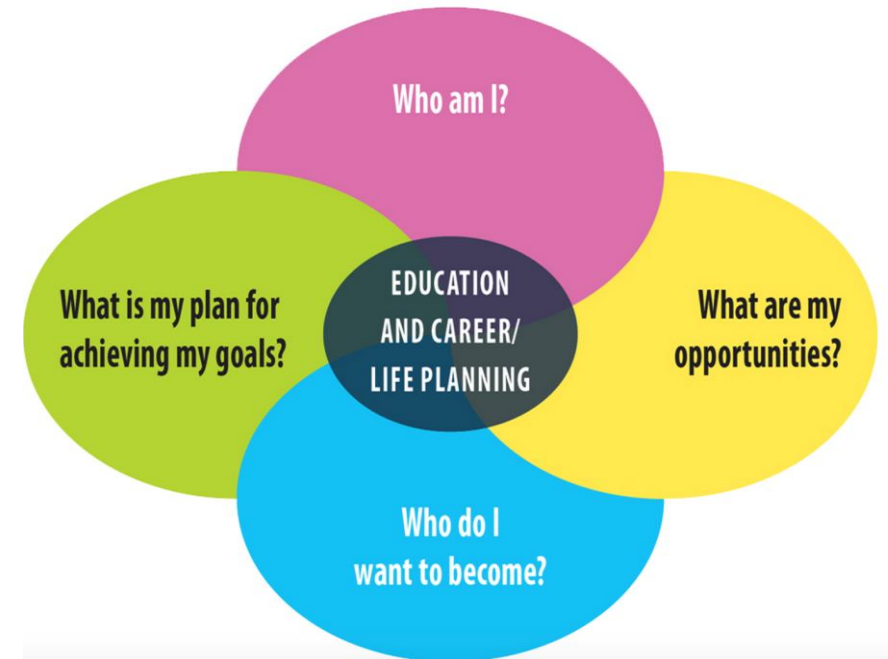 Who am I?
What is my plan for
achieving my goals?
EDUCATION
AND CAREER/
LIFE PLANNING
What are my
opportunities?
Who do I
want to become?